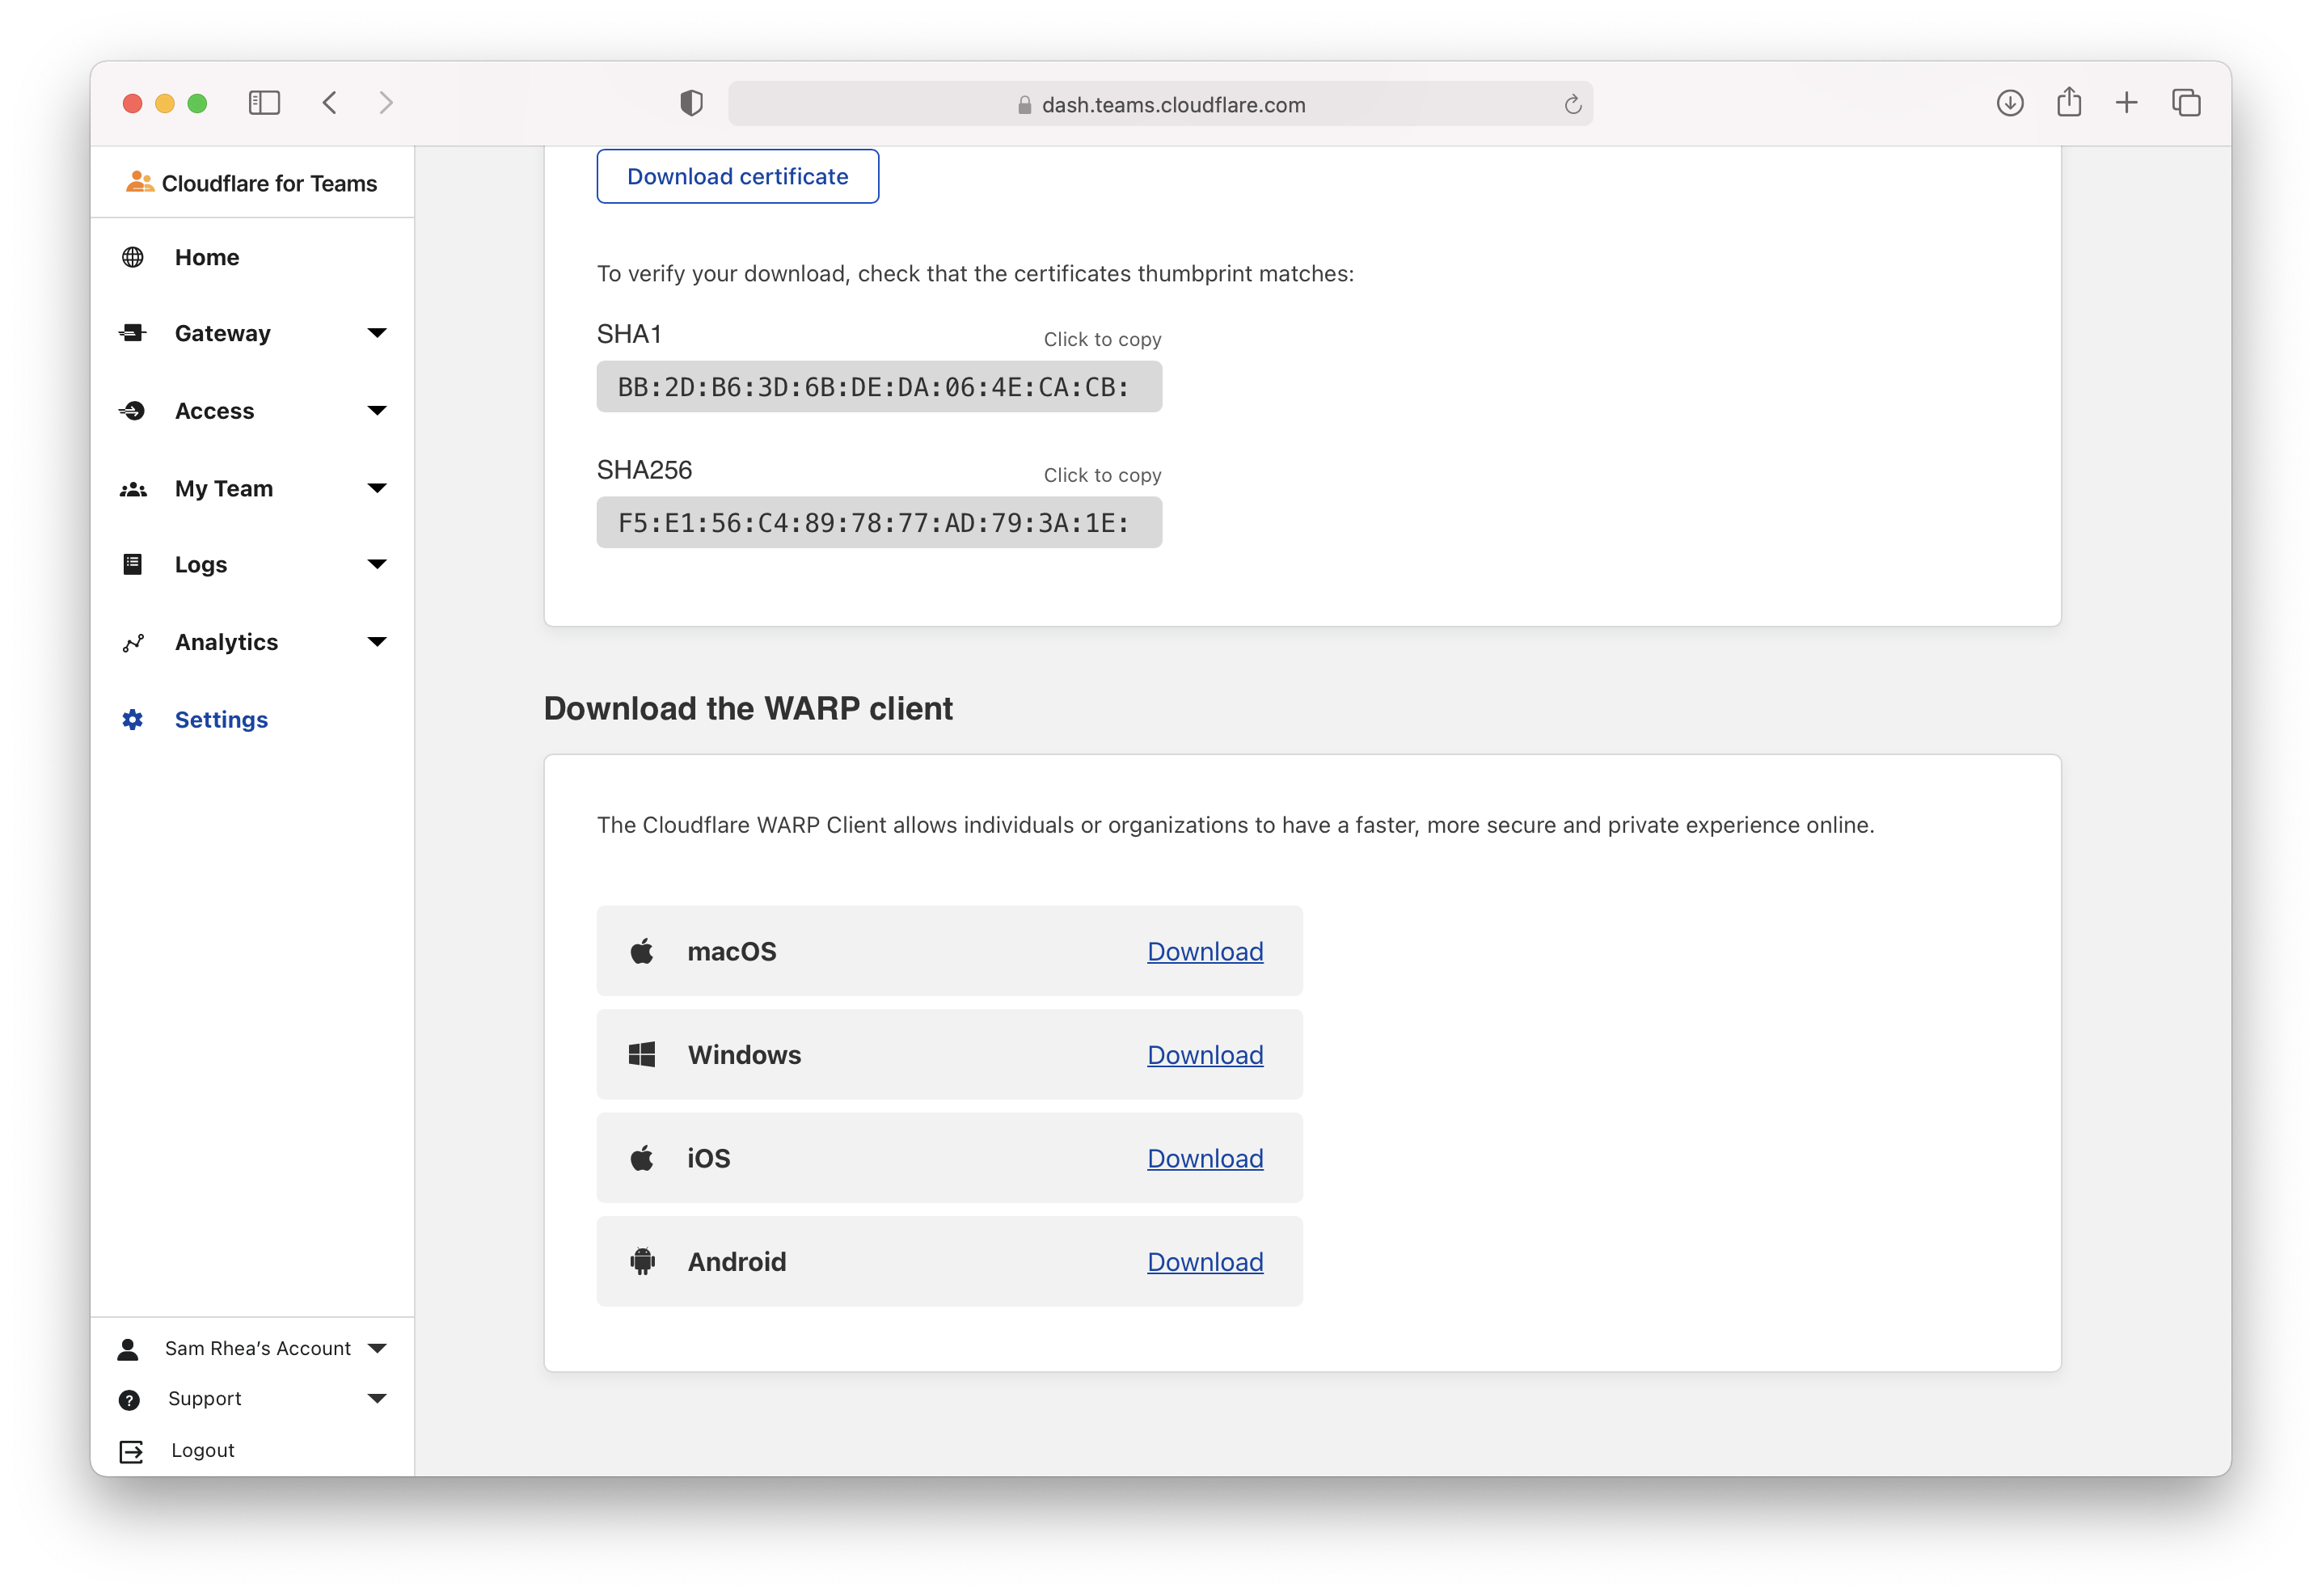 dash.teams.cloudflare.com
Cloudflare for Teams
Home
Gateway
Access
My Team
Logs
Analytics
Settings
Sam Rhea's Account
Support
Logout
Download certificate
To verify your download, check that the certificates thumbprint matches:
SHA1 Click to copy
BB:2D:B6:3D:6B:DE:DA:06:4E:CA:CB:
SHA256 Click to copy
F5:E1:56:C4:89:78:77:AD:79:3A:1E:
Download the WARP client
The Cloudflare WARP Client allows individuals or organizations to have a faster, more secure and private experience online.
macOS Download
Windows Download
iOS Download
Android Download